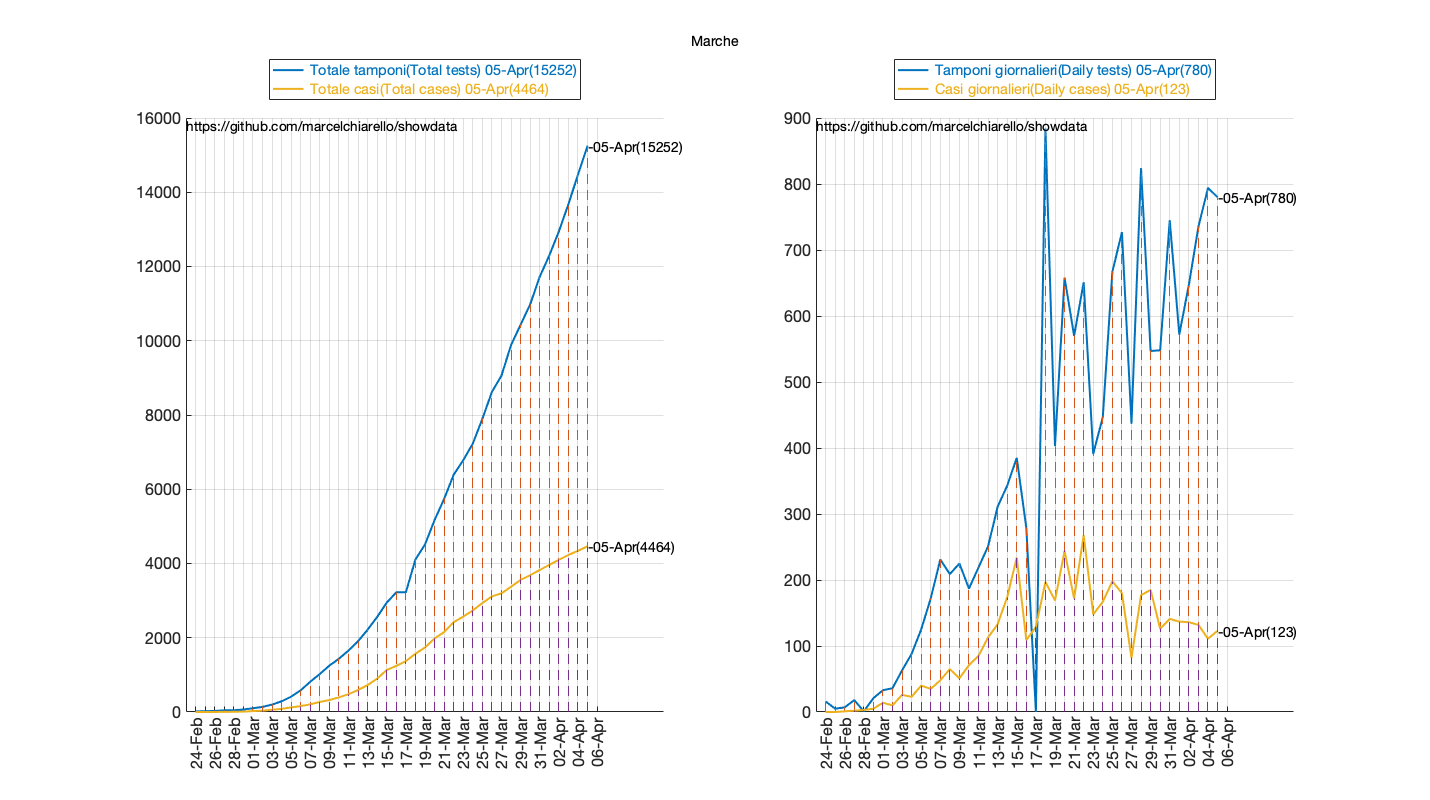 Marche
Totale tamponi(Total tests) 05-Apr(15252)
Totale casi(Total cases) 05-Apr(4464)
16000
14000
12000
10000
8000
6000
4000
2000
0
https://github.com/marcelchiarello/showdata
-05-Apr(15252)
-05-Apr(4464)
24-Feb
26-Feb
28-Feb
01-Mar
03-Mar
05-Mar
07-Mar
09-Mar
11-Mar
13-Mar
15-Mar
17-Mar
19-Mar
21-Mar
23-Mar
25-Mar
27-Mar
29-Mar
31-Mar
02-Apr
04-Apr
06-Apr
Tamponi giornalieri(Daily tests) 05-Apr(780)
Casi giornalieri(Daily cases) 05-Apr(123)
900
800
700
600
500
400
300
200
100
0
https://github.com/marcelchiarello/showdata
-05-Apr(780)
-05-Apr(123)
24-Feb
26-Feb
28-Feb
01-Mar
03-Mar
05-Mar
07-Mar
09-Mar
11-Mar
13-Mar
15-Mar
17-Mar
19-Mar
21-Mar
23-Mar
25-Mar
27-Mar
29-Mar
31-Mar
02-Apr
04-Apr
06-Apr